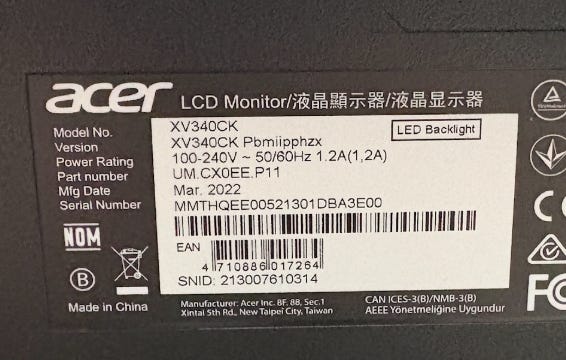 acer LCD Monitor/液晶顯示器/液晶显示器
Model No. XV340CK LED Backlight
Version XV340CK Pbmiipphzx
Power Rating 100-240V ~ 50/60Hz 1.2A(1,2A)
Part number UM.CX0EE.P11
Mfg Date Mar. 2022
Serial Number MMTHQEE00521301DBA3E00
NOM
EAN
4 710886 017264
B
SNID: 213007610314
Made in China
Manufacturer: Acer Inc. 8F. 88, Sec.1
Xintai 5th Rd., New Taipei City, Taiwan
CAN ICES-3(B)/NMB-3(B)
AEEE Yönetmeliğine Uygundur
CE
FC